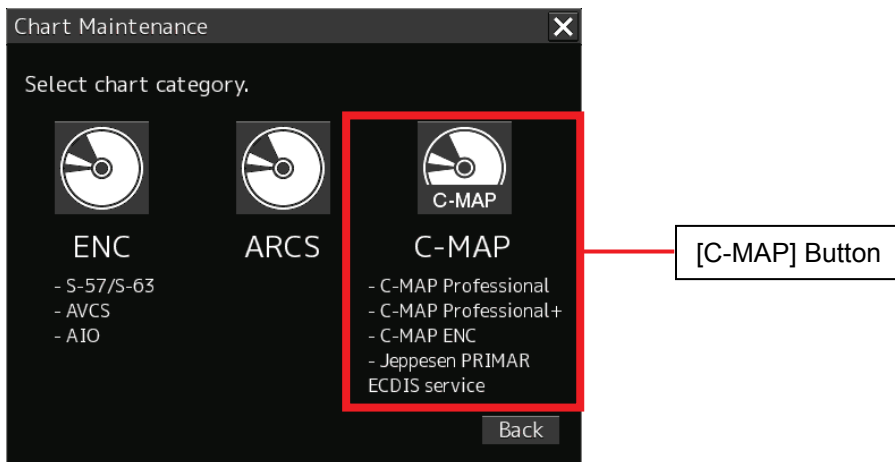 Chart Maintenance
Select chart category.
C-MAP
ENC
ARCS
C-MAP
- S-57/S-63
- AVCS
- AIO
- C-MAP Professional
- C-MAP Professional+
- C-MAP ENC
- Jeppesen PRIMAR
ECDIS service
Back
[C-MAP] Button